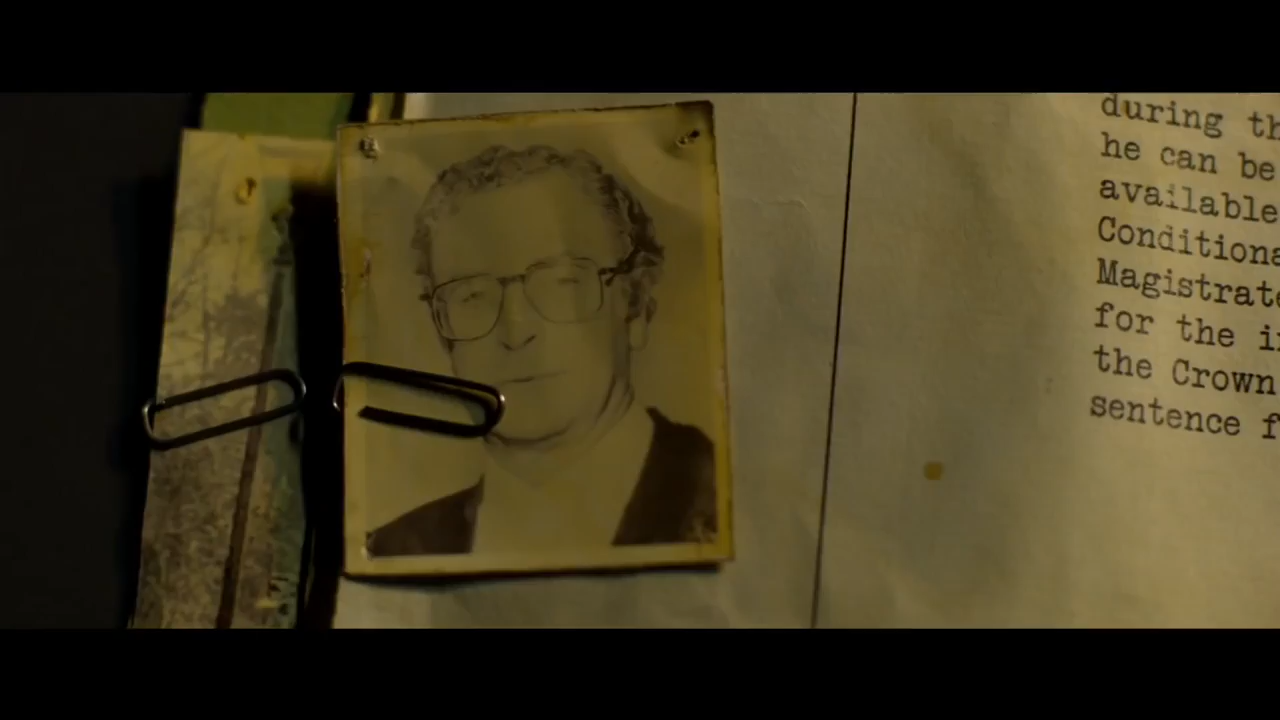 during th
he can be
available
Conditiona
Magistrate
for the i
the Crown
sentence f